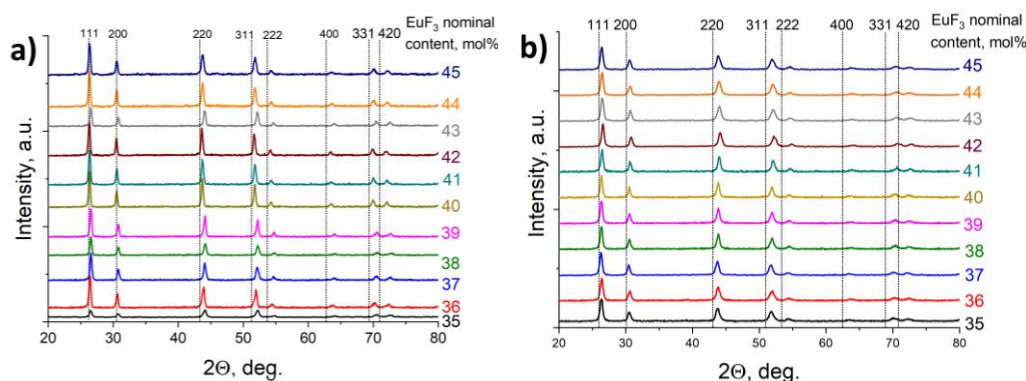 a)
111 200 220 311 222 400 331 420
EuF₃ nominal
content, mol%
45
44
43
42
41
40
39
38
37
36
35
Intensity, a.u.
20 30 40 50 60 70 80
2Θ, deg.
b)
111 200 220 311 222 400 331 420
EuF₃ nominal
content, mol%
45
44
43
42
41
40
39
38
37
36
35
Intensity, a.u.
20 30 40 50 60 70 80
2Θ, deg.